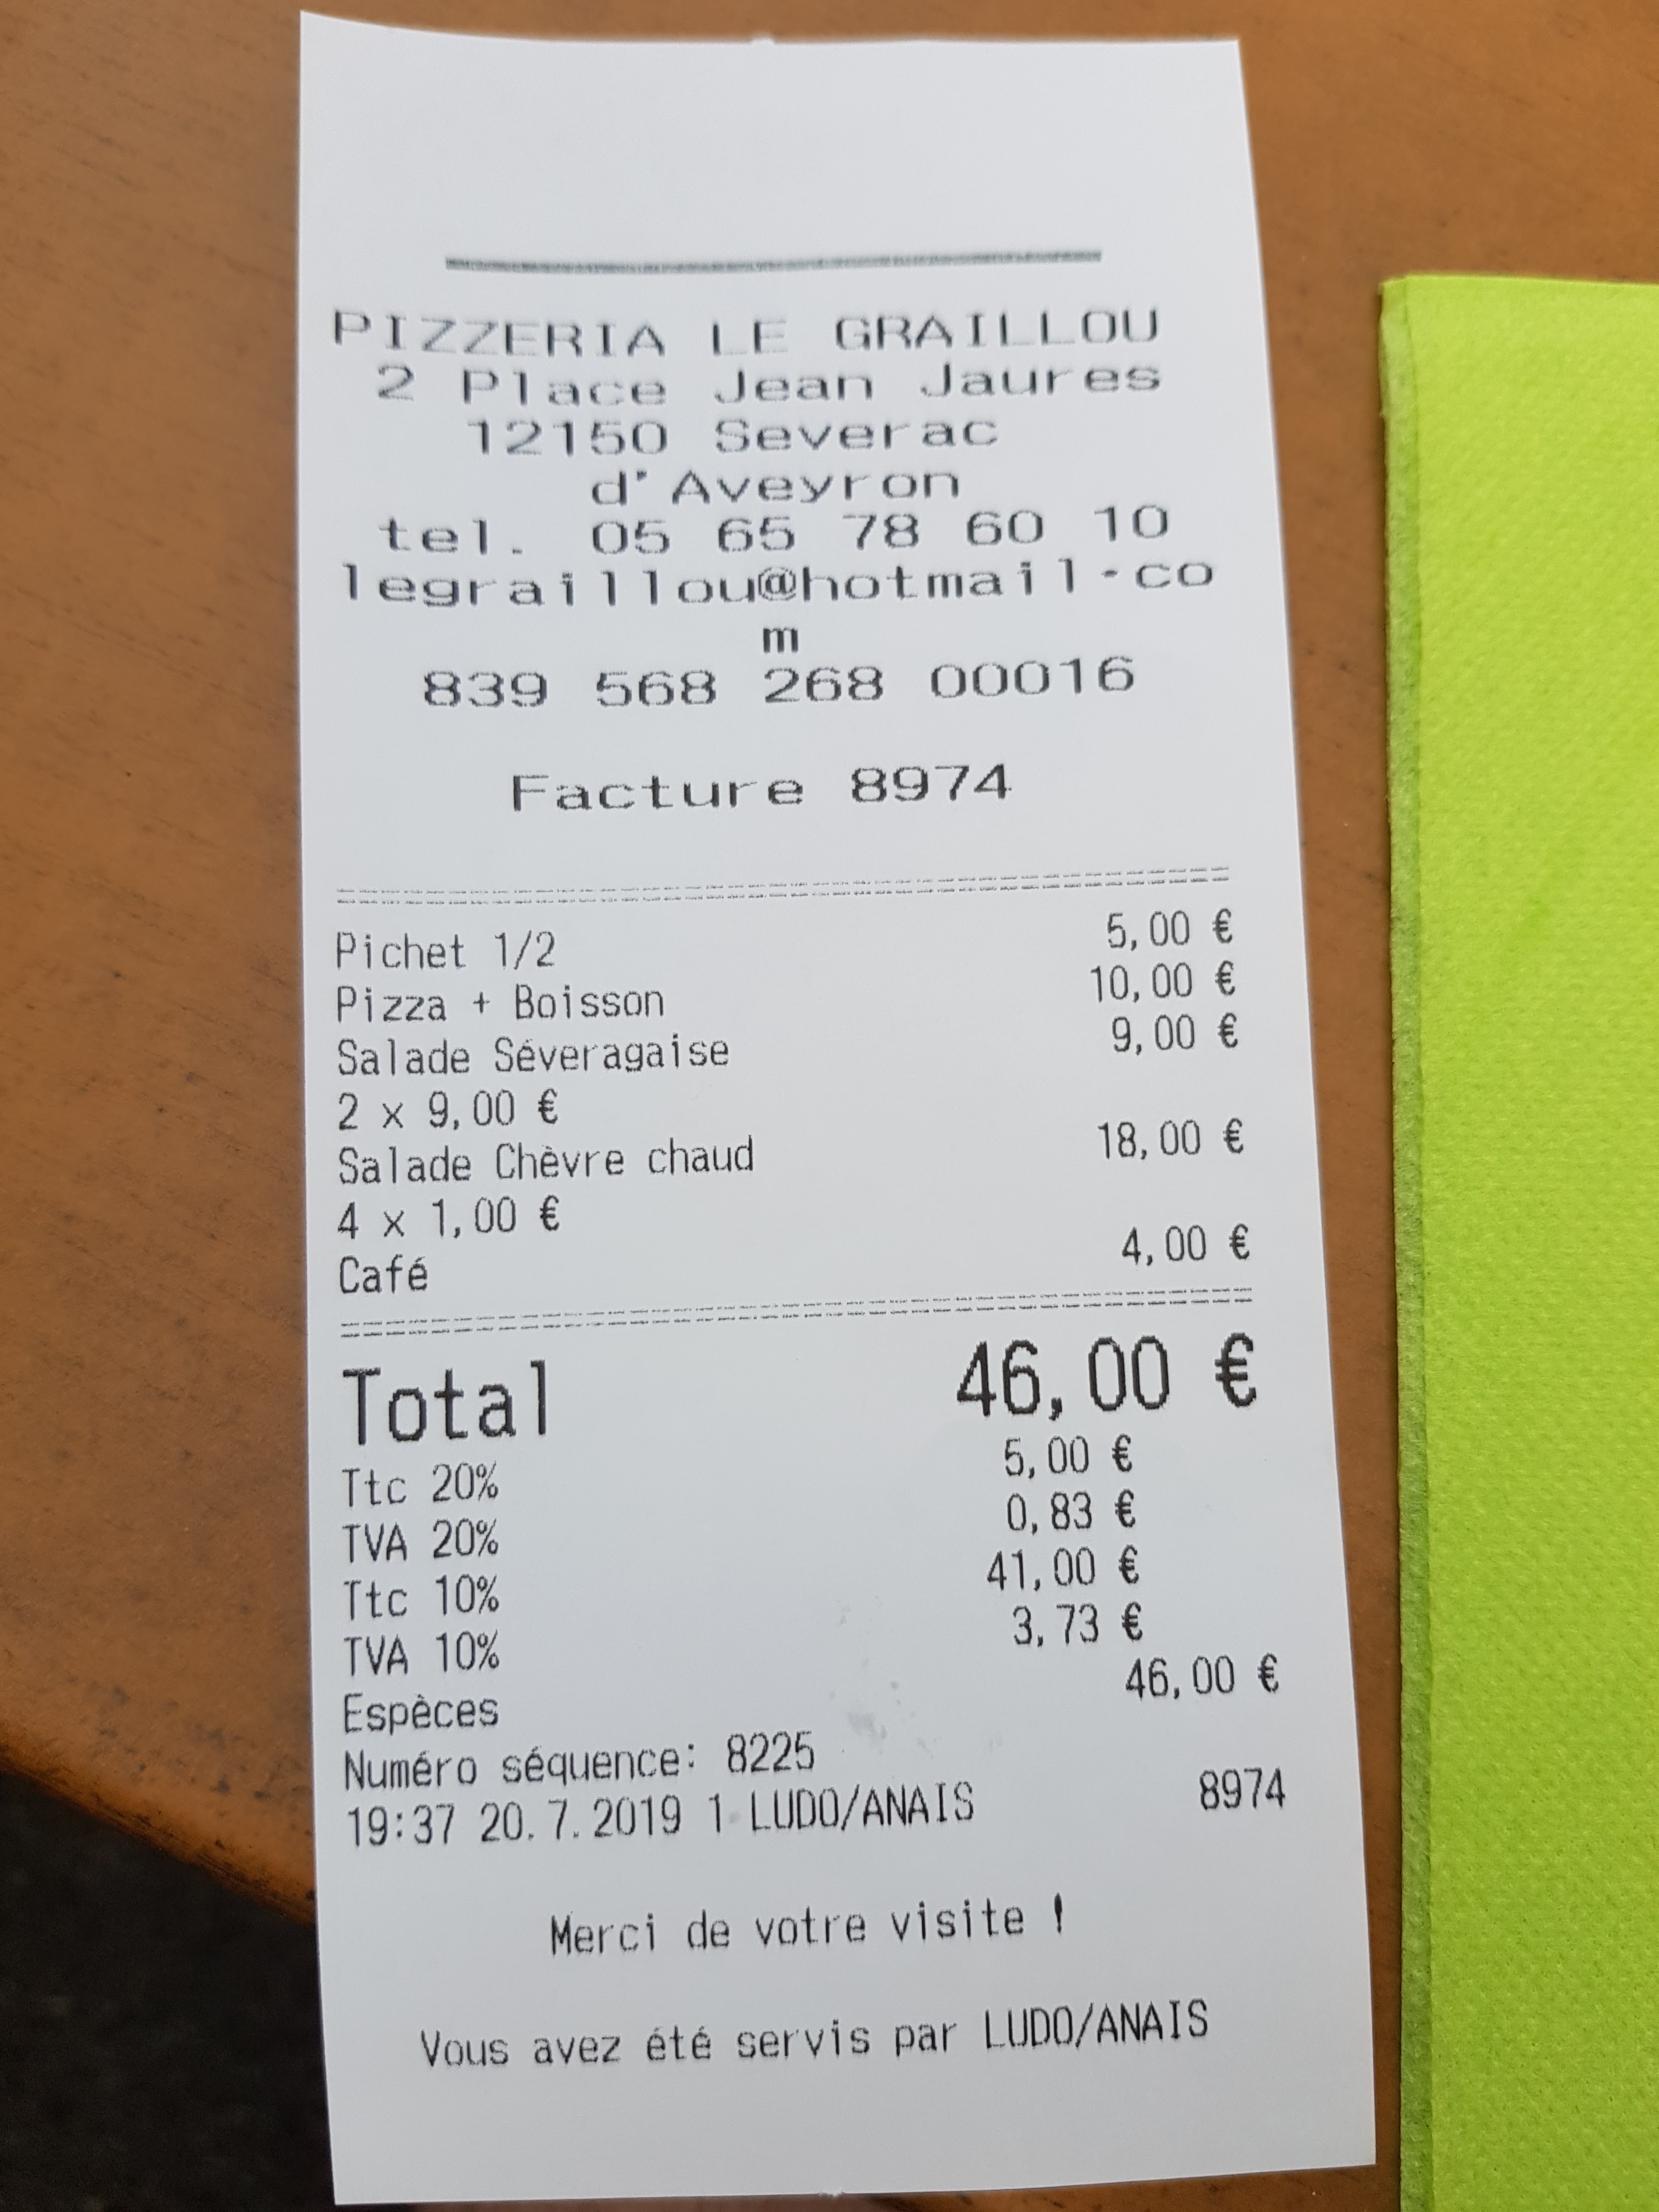 PIZZERIA LE GRAILLOU
2 Place Jean Jaures
12150 Severac
d'Aveyron
tel. 05 65 78 60 10
legraillou@hotmail.co
m
839 568 268 00016
Facture 8974
Pichet 1/2 5,00 €
Pizza + Boisson 10,00 €
Salade Séveragaise 9,00 €
2 x 9,00 €
Salade Chèvre chaud 18,00 €
4 x 1,00 €
Café 4,00 €
Total 46,00 €
Ttc 20% 5,00 €
TVA 20% 0,83 €
Ttc 10% 41,00 €
TVA 10% 3,73 €
Espèces 46,00 €
Numéro séquence: 8225
19:37 20.7.2019 1 LUDO/ANAIS 8974
Merci de votre visite !
Vous avez été servis par LUDO/ANAIS